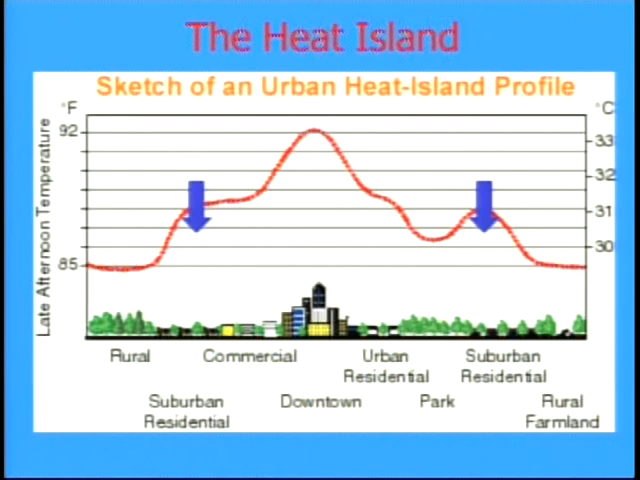 The Heat Island
Sketch of an Urban Heat-Island Profile
°F
°C
92
85
33
32
31
30
Late Afternoon Temperature
Rural
Commercial
Urban
Residential
Suburban
Residential
Suburban
Residential
Downtown
Park
Rural
Farmland